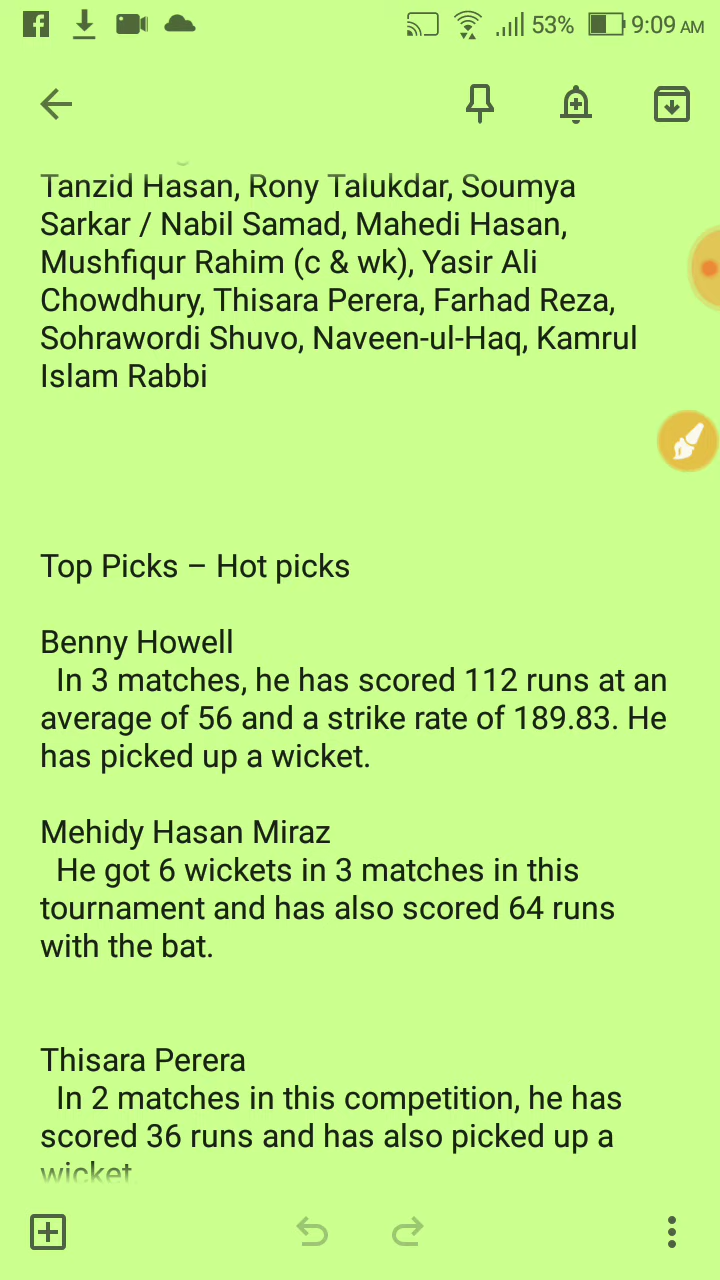 53% 9:09 AM
Tanzid Hasan, Rony Talukdar, Soumya
Sarkar / Nabil Samad, Mahedi Hasan,
Mushfiqur Rahim (c & wk), Yasir Ali
Chowdhury, Thisara Perera, Farhad Reza,
Sohrawordi Shuvo, Naveen-ul-Haq, Kamrul
Islam Rabbi
Top Picks – Hot picks
Benny Howell
In 3 matches, he has scored 112 runs at an
average of 56 and a strike rate of 189.83. He
has picked up a wicket.
Mehidy Hasan Miraz
He got 6 wickets in 3 matches in this
tournament and has also scored 64 runs
with the bat.
Thisara Perera
In 2 matches in this competition, he has
scored 36 runs and has also picked up a
wicket.